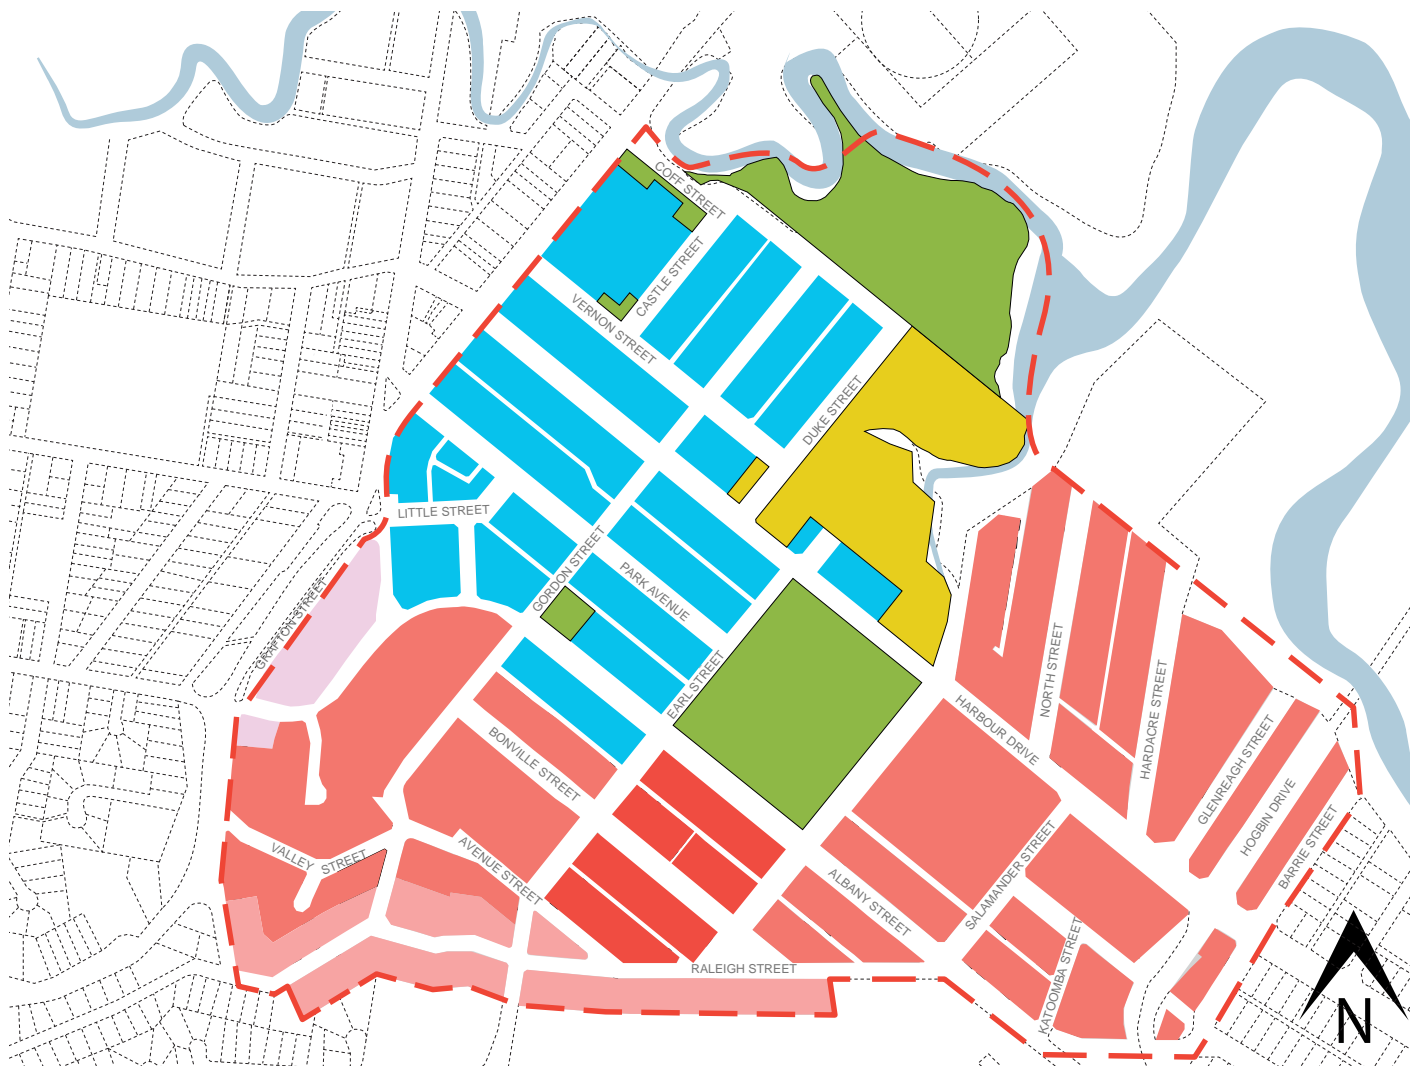 COFF STREET
CASTLE STREET
VERNON STREET
DUKE STREET
LITTLE STREET
GORDON STREET
PARK AVENUE
GRAFTON STREET
EARL STREET
NORTH STREET
HARDACRE STREET
HARBOUR DRIVE
BONVILLE STREET
GLENREAGH STREET
HOGBIN DRIVE
BARRIE STREET
VALLEY STREET
AVENUE STREET
ALBANY STREET
SALAMANDER STREET
KATOOMBA STREET
RALEIGH STREET
N